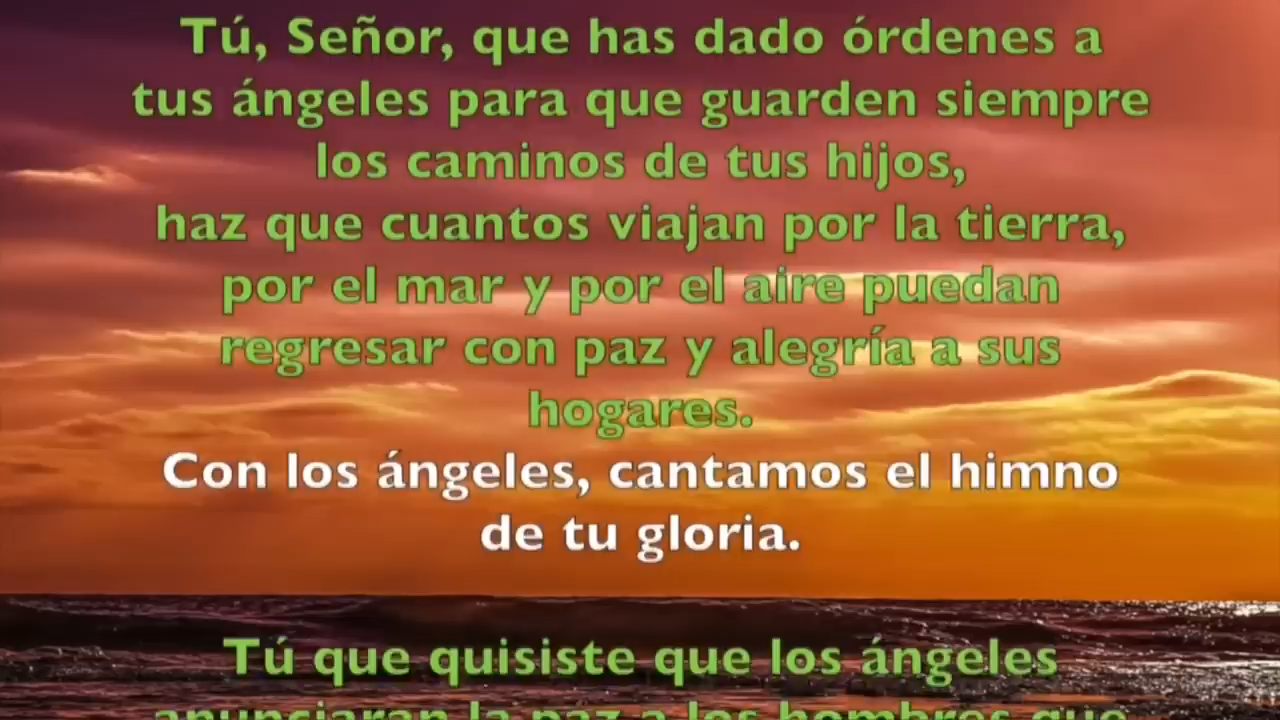 Tú, Señor, que has dado órdenes a
tus ángeles para que guarden siempre
los caminos de tus hijos,
haz que cuantos viajan por la tierra,
por el mar y por el aire puedan
regresar con paz y alegría a sus
hogares.
Con los ángeles, cantamos el himno
de tu gloria.
Tú que quisiste que los ángeles
anunciaran la paz a los hombres que